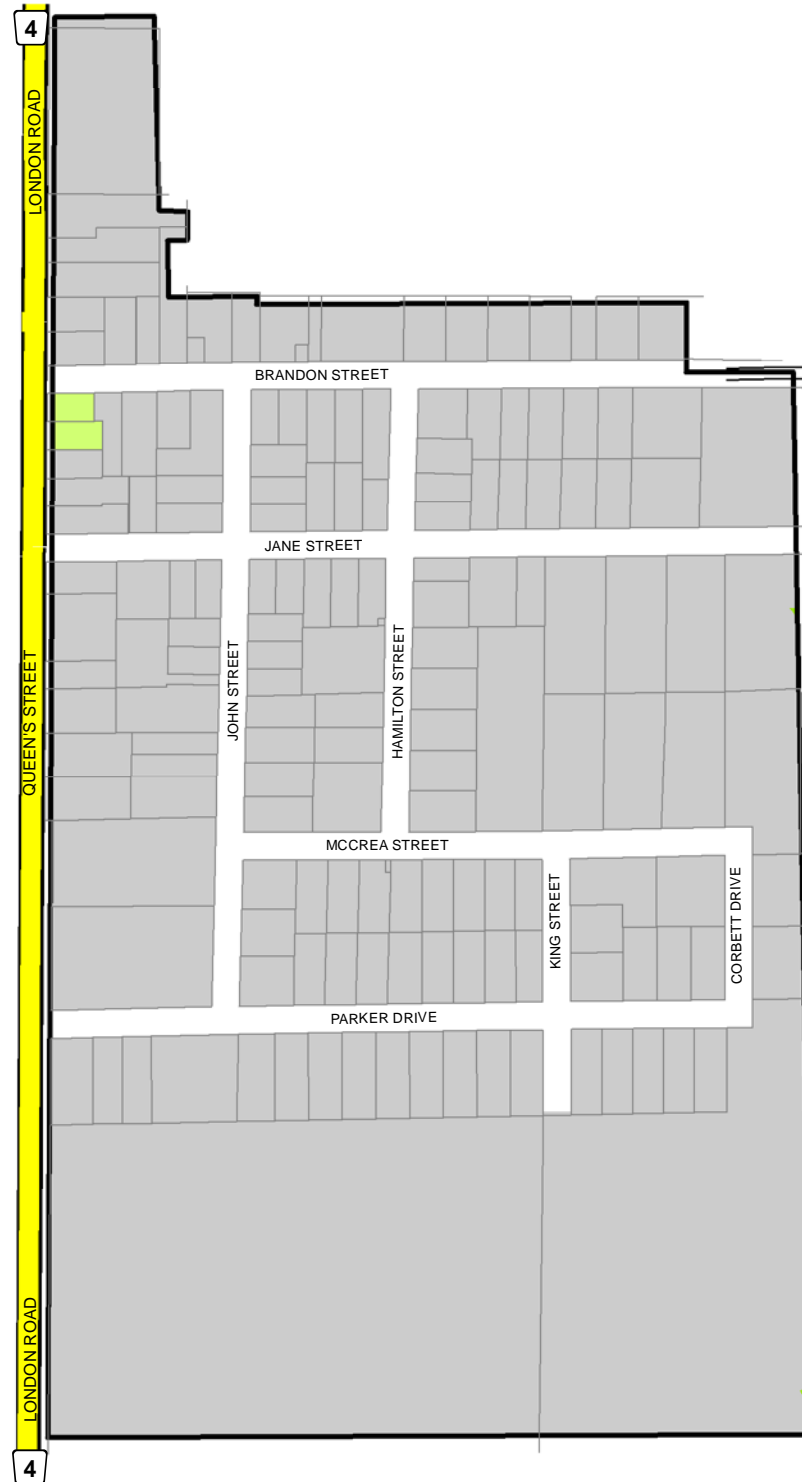 4
LONDON ROAD
BRANDON STREET
JANE STREET
QUEEN'S STREET
JOHN STREET
HAMILTON STREET
MCCREA STREET
KING STREET
CORBETT DRIVE
PARKER DRIVE
LONDON ROAD
4